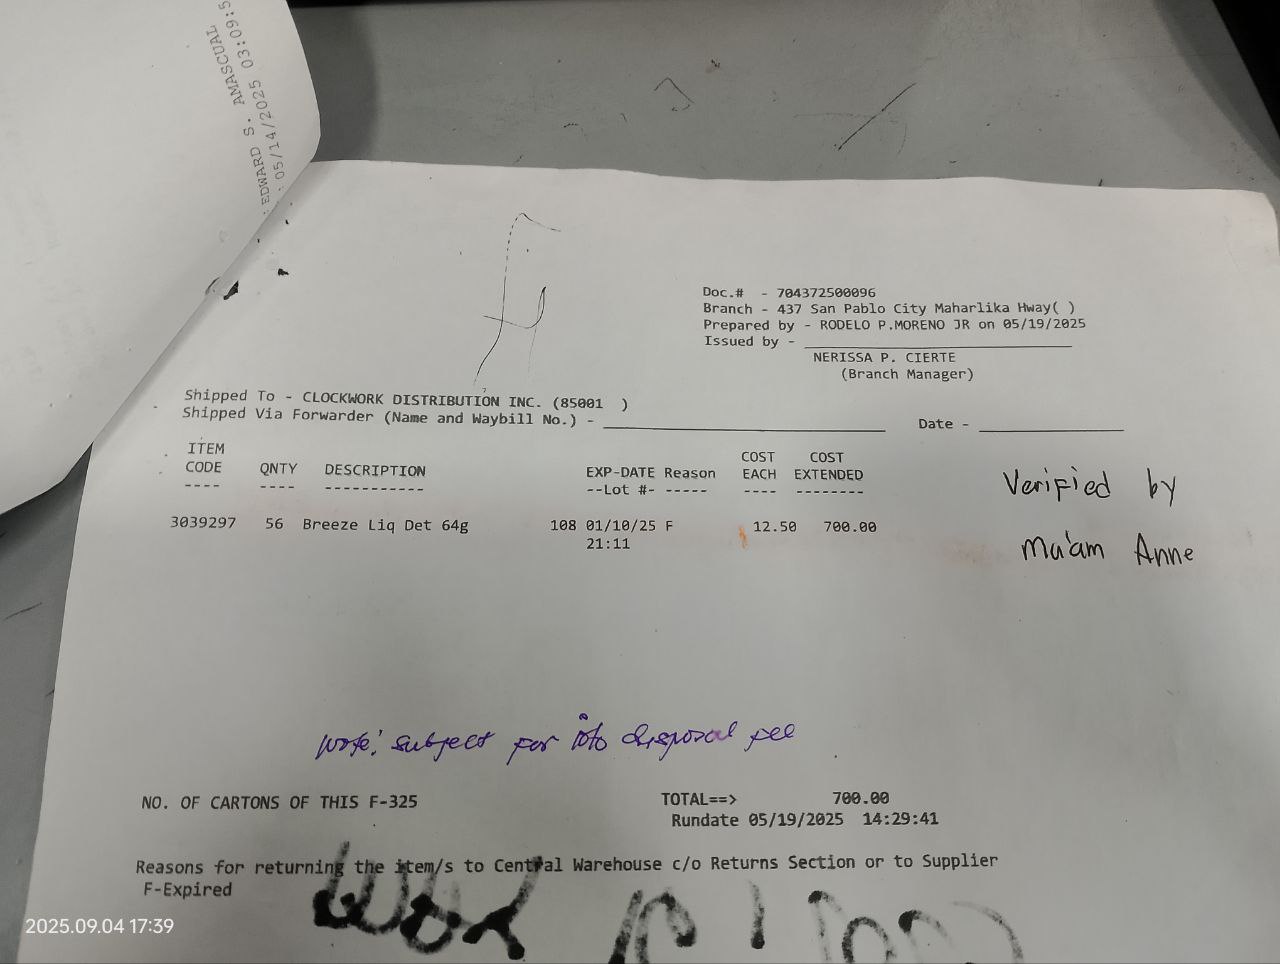 EDWARD S. AMASCUAL
: 05/14/2025 03:09:5
Doc.# - 704372500096
Branch - 437 San Pablo City Maharlika Hway( )
Prepared by - RODELO P.MORENO JR on 05/19/2025
Issued by -
NERISSA P. CIERTE
(Branch Manager)
Shipped To - CLOCKWORK DISTRIBUTION INC. (85001 )
Shipped Via Forwarder (Name and Waybill No.) - Date -
ITEM COST COST
CODE QNTY DESCRIPTION EXP-DATE Reason EACH EXTENDED
---- ---- ----------- --Lot #- ----- ---- --------
3039297 56 Breeze Liq Det 64g 108 01/10/25 F 12.50 700.00
21:11
Verified by
Ma'am Anne
Note: subject for 10% disposal fee
NO. OF CARTONS OF THIS F-325 TOTAL==> 700.00
Rundate 05/19/2025 14:29:41
Reasons for returning the item/s to Central Warehouse c/o Returns Section or to Supplier
F-Expired
2025.09.04 17:39